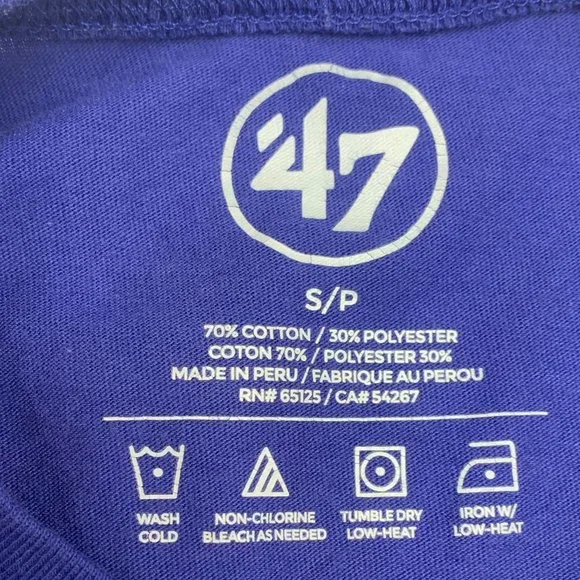 '47
S/P
70% COTTON / 30% POLYESTER
COTON 70% / POLYESTER 30%
MADE IN PERU / FABRIQUE AU PEROU
RN# 65125 / CA# 54267
WASH COLD
NON-CHLORINE BLEACH AS NEEDED
TUMBLE DRY LOW-HEAT
IRON W/ LOW-HEAT